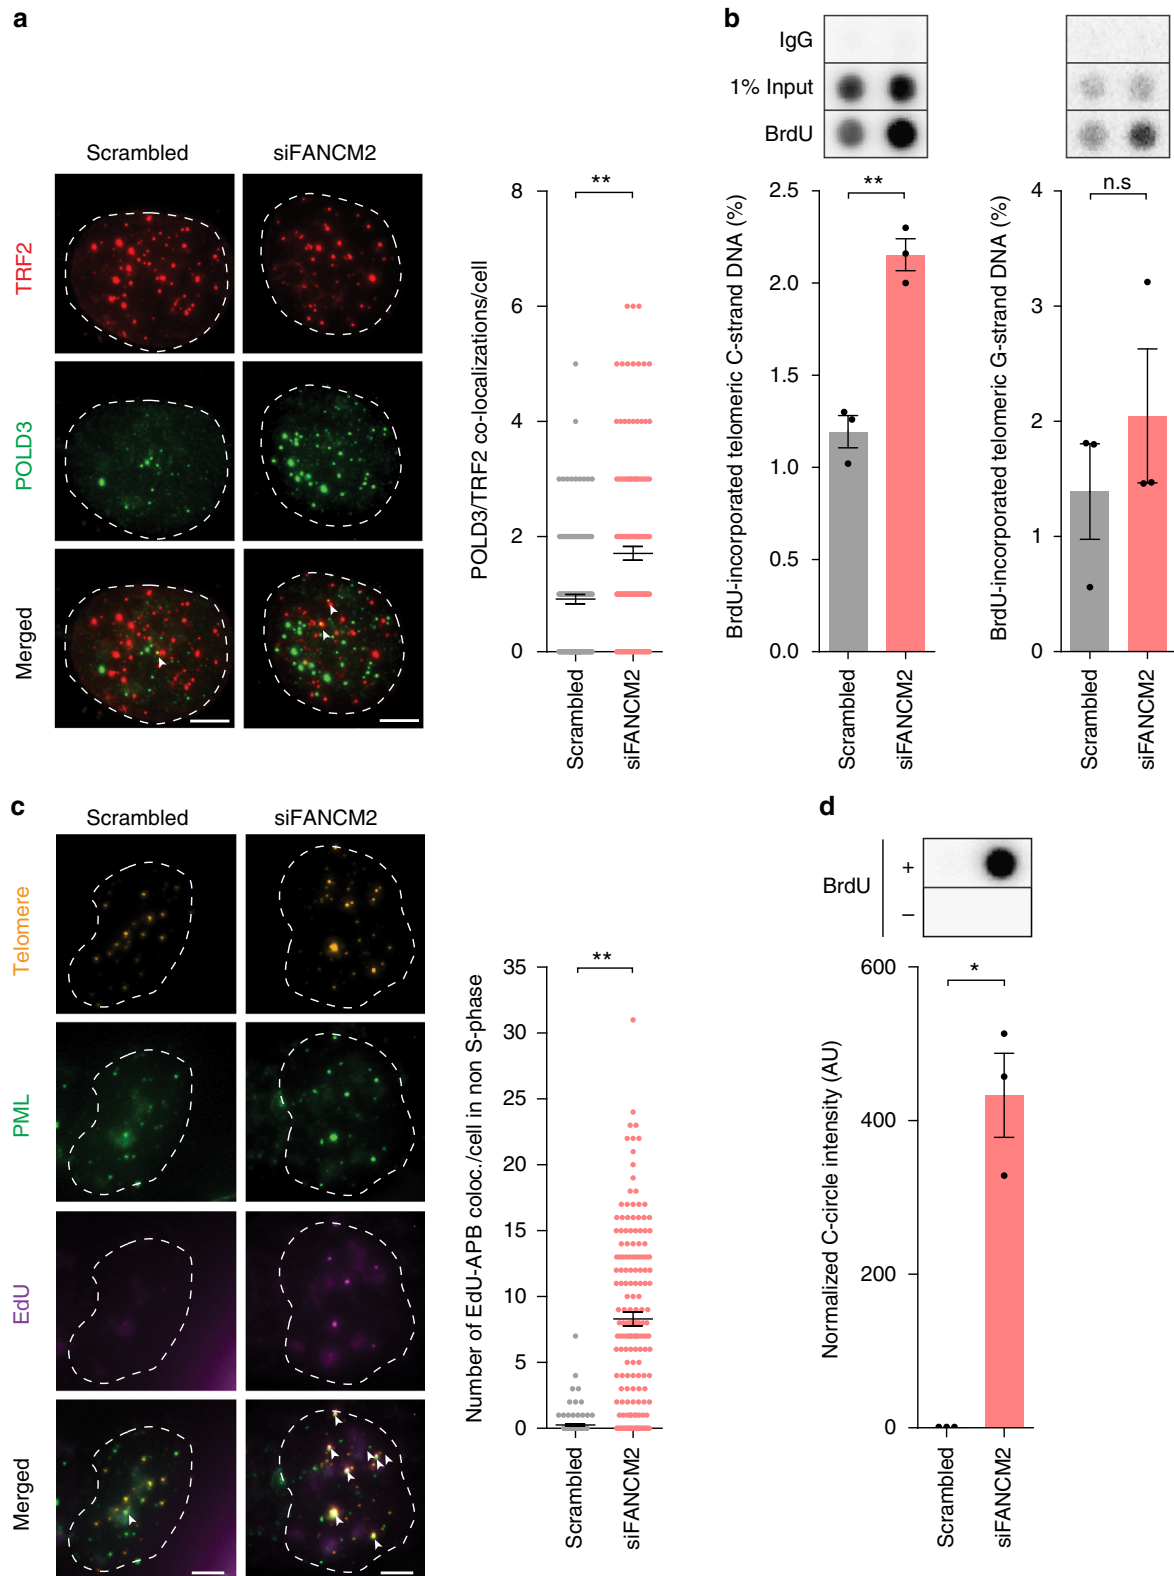 a
Scrambled
siFANCM2
TRF2
POLD3
Merged
POLD3/TRF2 co-localizations/cell
8
6
4
2
0
**
Scrambled
siFANCM2
b
IgG
1% Input
BrdU
BrdU-incorporated telomeric C-strand DNA (%)
2.5
2.0
1.5
1.0
0.5
0.0
**
Scrambled
siFANCM2
BrdU-incorporated telomeric G-strand DNA (%)
4
3
2
1
0
n.s
Scrambled
siFANCM2
c
Scrambled
siFANCM2
Telomere
PML
EdU
Merged
Number of EdU-APB coloc./cell in non S-phase
35
30
25
20
15
10
5
0
**
Scrambled
siFANCM2
d
BrdU
+
−
Normalized C-circle intensity (AU)
600
400
200
0
*
Scrambled
siFANCM2